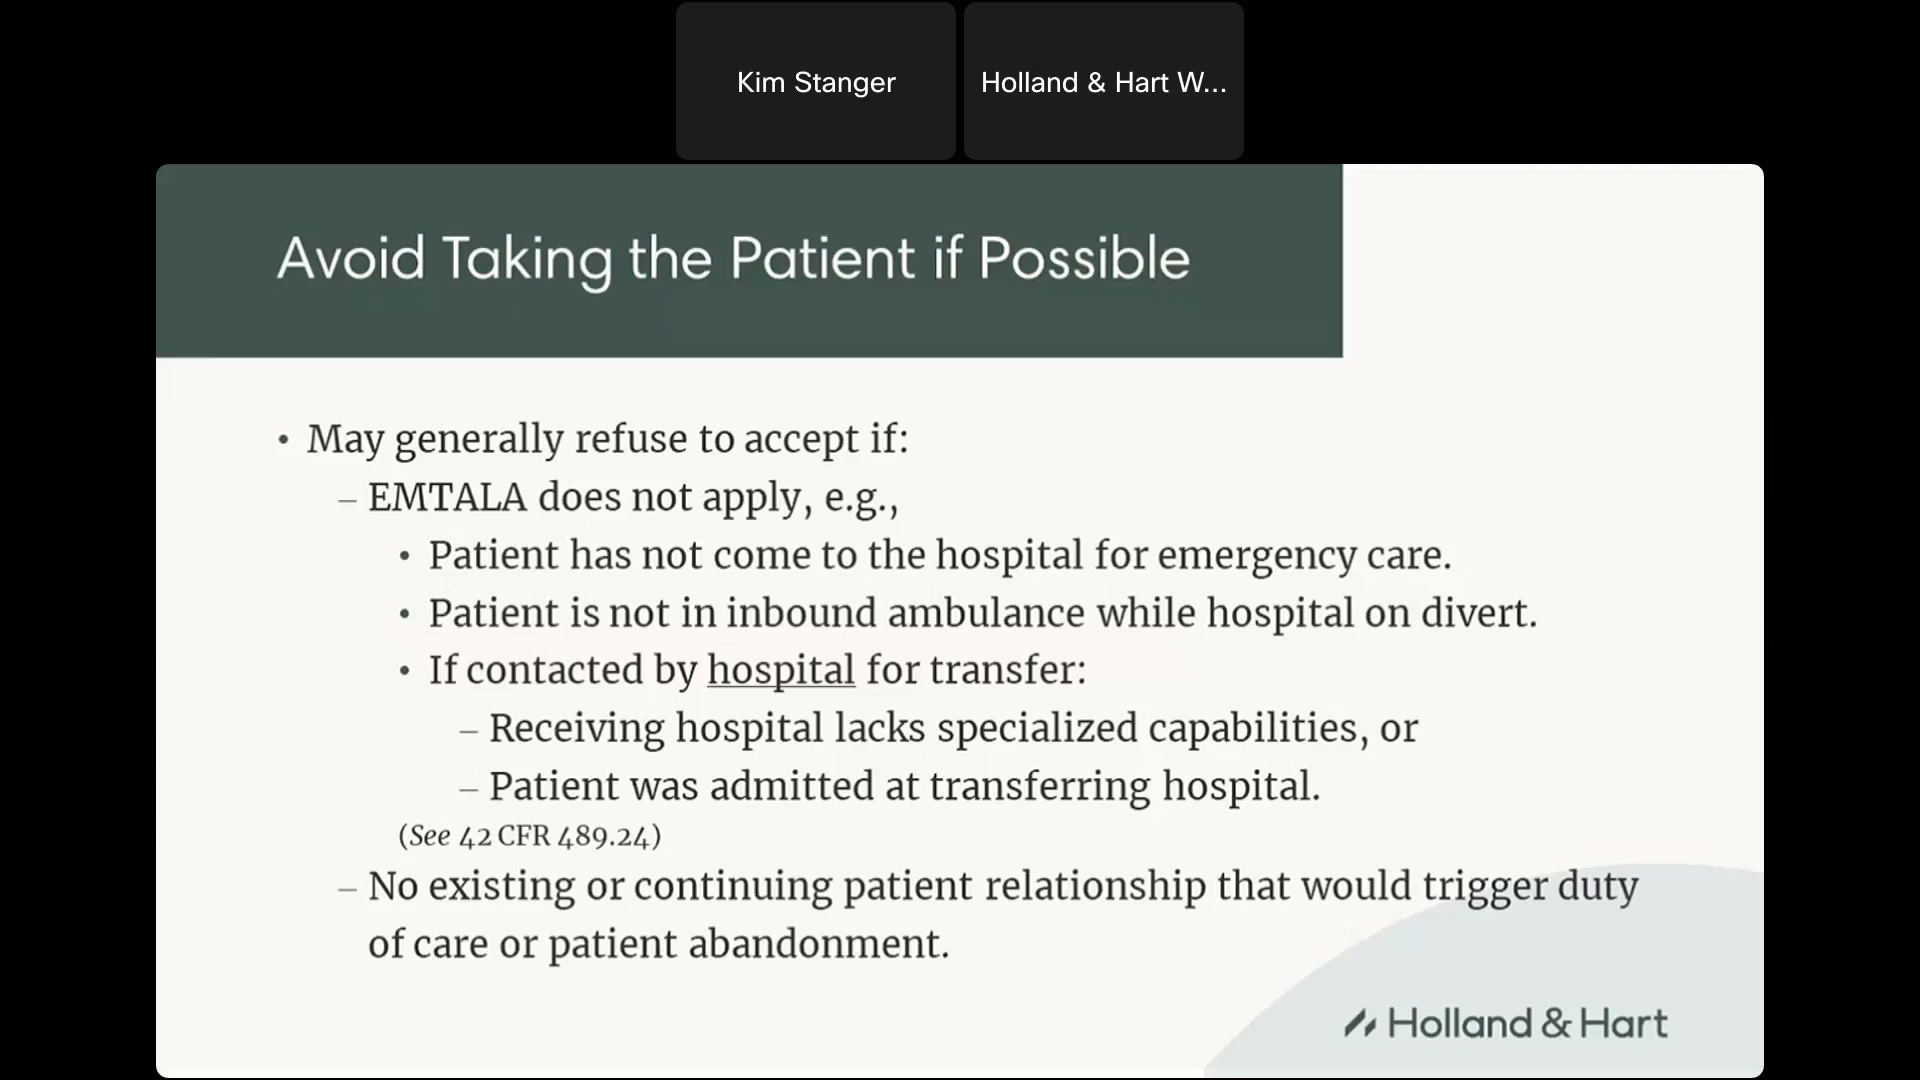 Kim Stanger
Holland & Hart W...
Avoid Taking the Patient if Possible
• May generally refuse to accept if:
– EMTALA does not apply, e.g.,
• Patient has not come to the hospital for emergency care.
• Patient is not in inbound ambulance while hospital on divert.
• If contacted by hospital for transfer:
– Receiving hospital lacks specialized capabilities, or
– Patient was admitted at transferring hospital.
(See 42 CFR 489.24)
– No existing or continuing patient relationship that would trigger duty
of care or patient abandonment.
Holland & Hart